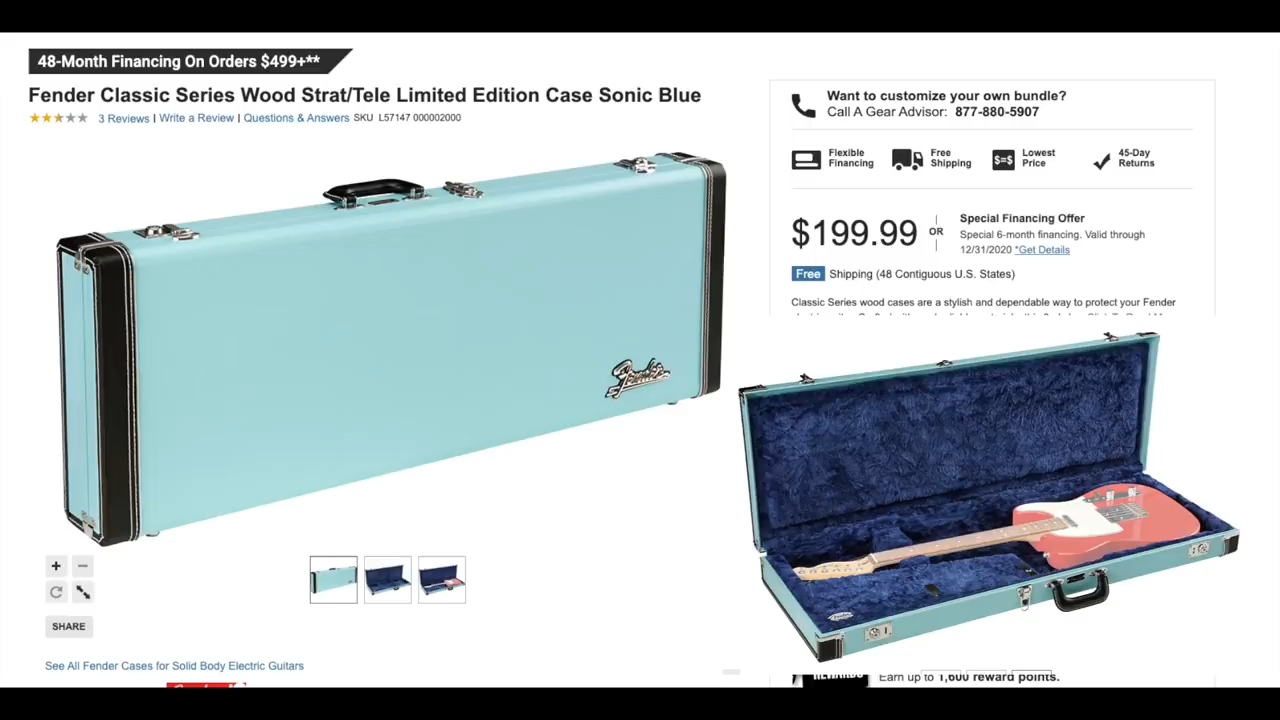 48-Month Financing On Orders $499+**
Fender Classic Series Wood Strat/Tele Limited Edition Case Sonic Blue
3 Reviews | Write a Review | Questions & Answers SKU L57147 000002000
Fender
SHARE
See All Fender Cases for Solid Body Electric Guitars
Want to customize your own bundle?
Call A Gear Advisor: 877-880-5907
Flexible Financing
Free Shipping
$=$
Lowest Price
45-Day Returns
$199.99
OR
Special Financing Offer
Special 6-month financing. Valid through
12/31/2020 *Get Details
Free Shipping (48 Contiguous U.S. States)
Classic Series wood cases are a stylish and dependable way to protect your Fender
REWARDS
Earn up to 1,600 reward points.